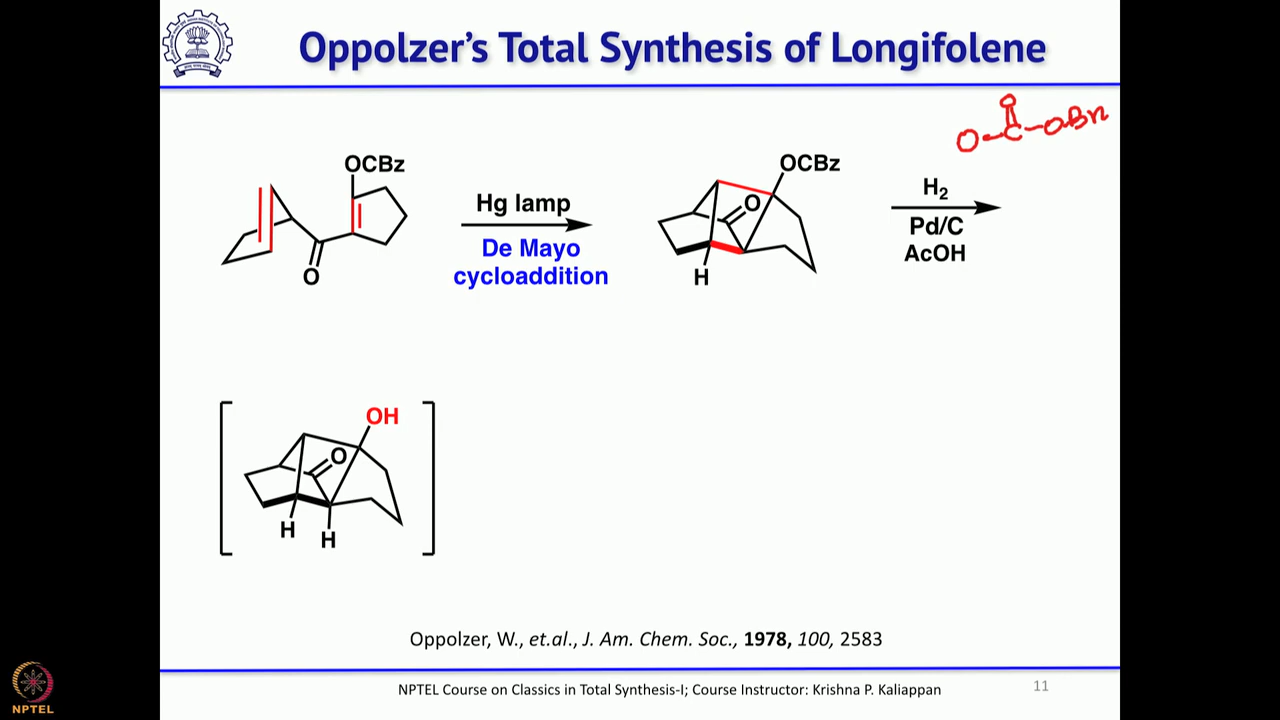 Oppolzer's Total Synthesis of Longifolene
O-C-OBn
O
OCBz
O
Hg lamp
De Mayo
cycloaddition
OCBz
O
H
H₂
Pd/C
AcOH
OH
O
H
H
Oppolzer, W., et.al., J. Am. Chem. Soc., 1978, 100, 2583
NPTEL Course on Classics in Total Synthesis-I; Course Instructor: Krishna P. Kaliappan
11
NPTEL